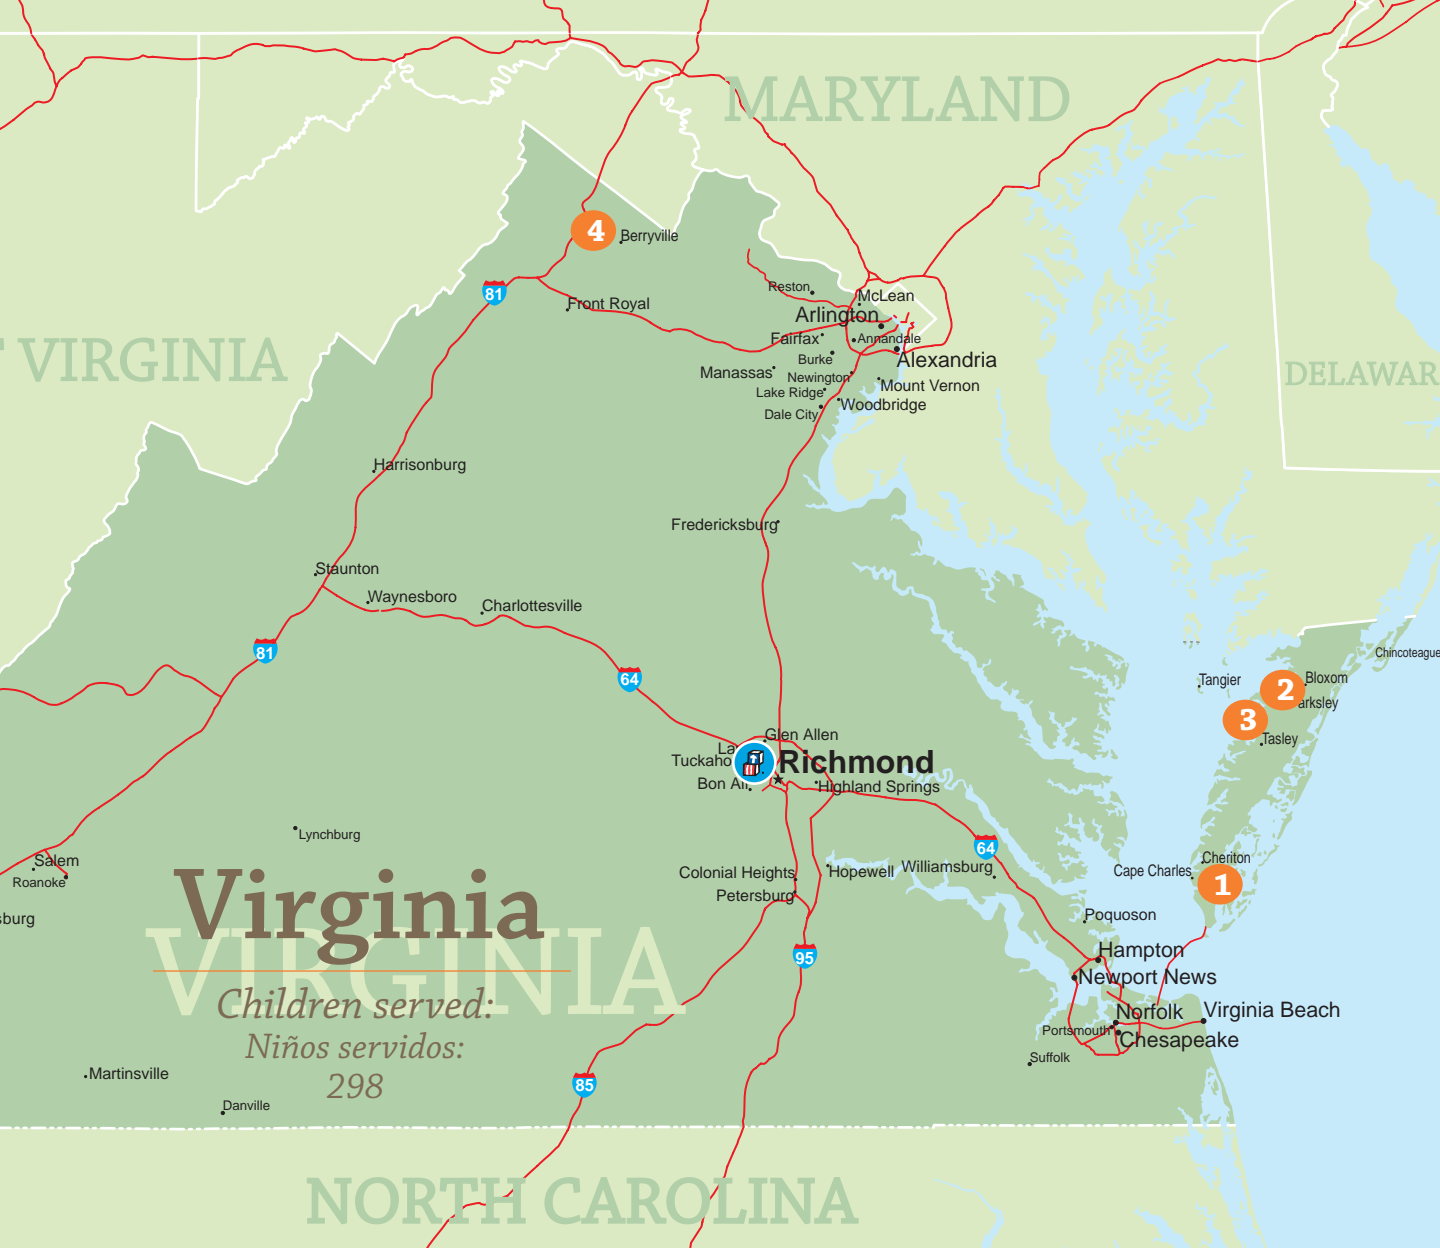 MARYLAND
4
Berryville
81
Front Royal
Reston
McLean
Arlington
Fairfax
Annandale
Burke
Alexandria
VIRGINIA
Manassas
Newington
Mount Vernon
DELAWAR
Lake Ridge
Woodbridge
Dale City
Harrisonburg
Fredericksburg
Staunton
Waynesboro
Charlottesville
81
64
Chincoteague
Tangier
2
Bloxom
arksley
3
Tasley
Glen Allen
La
Tuckaho
Richmond
Bon Air
Highland Springs
Lynchburg
64
Salem
Roanoke
Colonial Heights
Hopewell
Williamsburg
Petersburg
Cheriton
Cape Charles
1
sburg
Virginia
VIRGINIA
Poquoson
95
Hampton
Newport News
Children served:
Niños servidos:
298
Norfolk
Virginia Beach
Portsmouth
Chesapeake
Suffolk
Martinsville
85
Danville
NORTH CAROLINA